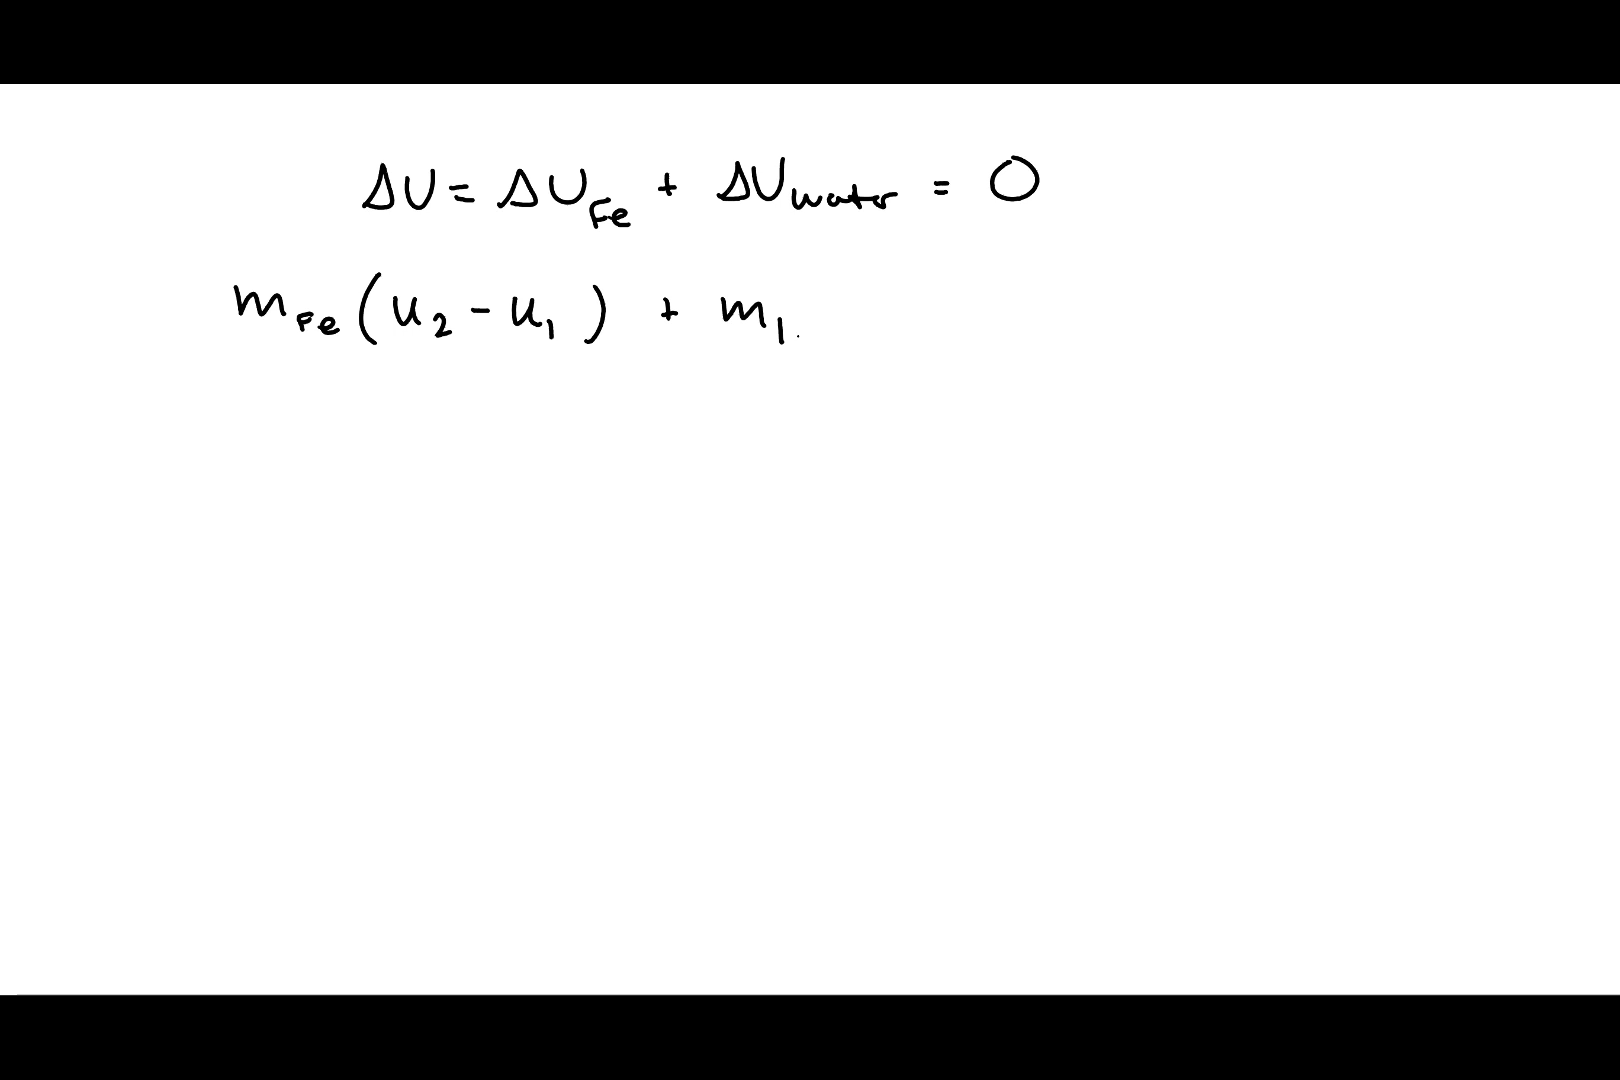 ΔU = ΔU_Fe + ΔU_water = 0
m_Fe (u_2 - u_1) + m_1